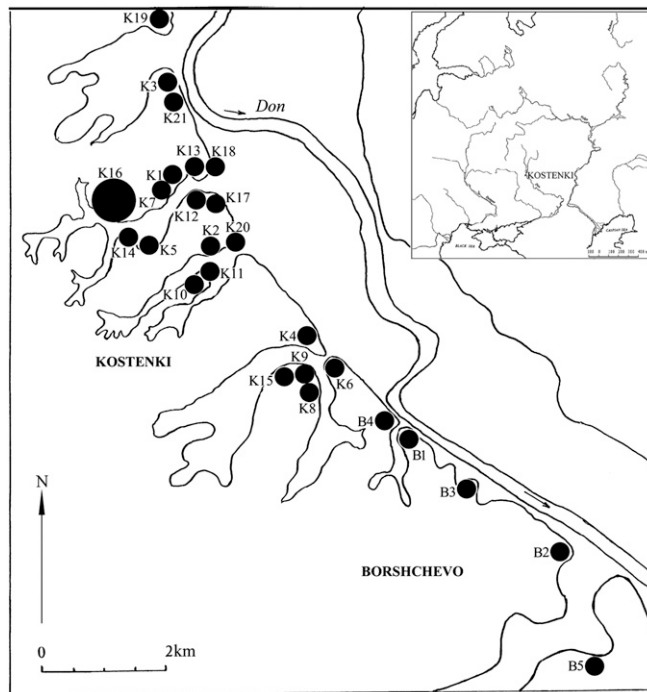 K19
K3
K21
Don
K16
K1
K13
K18
K7
K12
K17
K14
K5
K2
K20
K11
K10
KOSTENKI
K4
K9
K15
K6
K8
B4
B1
B3
N
BORSHCHEVO
B2
0
2km
B5
KOSTENKI
BLACK SEA
CASPIAN SEA